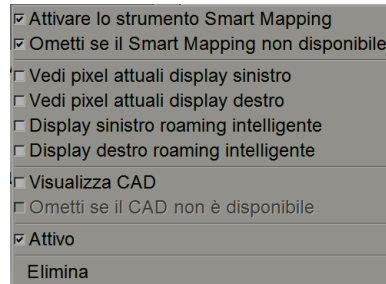 Attivare lo strumento Smart Mapping
Ometti se il Smart Mapping non disponibile
Vedi pixel attuali display sinistro
Vedi pixel attuali display destro
Display sinistro roaming intelligente
Display destro roaming intelligente
Visualizza CAD
Ometti se il CAD non è disponibile
Attivo
Elimina